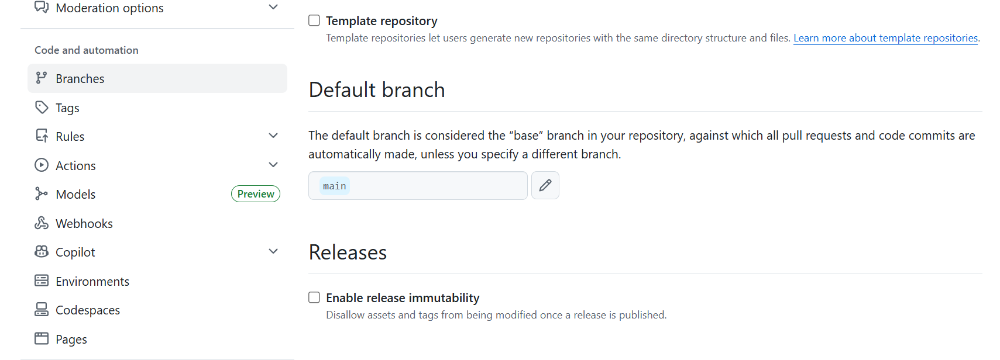 Moderation options
Code and automation
Branches
Tags
Rules
Actions
Models Preview
Webhooks
Copilot
Environments
Codespaces
Pages
Template repository
Template repositories let users generate new repositories with the same directory structure and files. Learn more about template repositories.
Default branch
The default branch is considered the “base” branch in your repository, against which all pull requests and code commits are
automatically made, unless you specify a different branch.
main
Releases
Enable release immutability
Disallow assets and tags from being modified once a release is published.